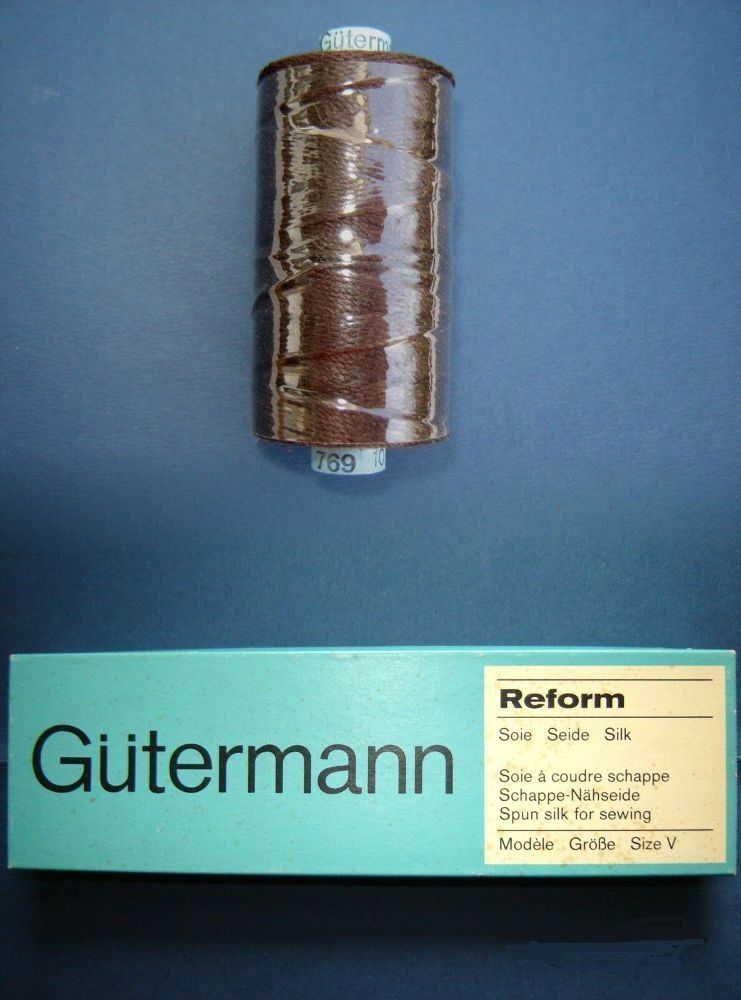 Güterm
769 10
Gütermann
Reform
Soie Seide Silk
Soie à coudre schappe
Schappe-Nähseide
Spun silk for sewing
Modèle Größe Size V